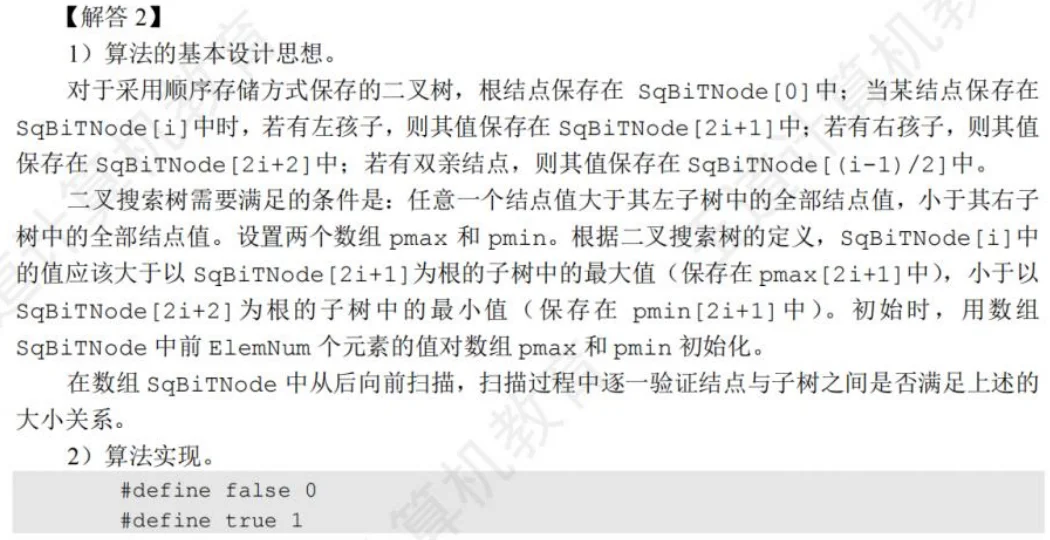 【解答 2】
1）算法的基本设计思想。
对于采用顺序存储方式保存的二叉树，根结点保存在 SqBiTNode[0]中；当某结点保存在
SqBiTNode[i]中时，若有左孩子，则其值保存在 SqBiTNode[2i+1]中；若有右孩子，则其值
保存在 SqBiTNode[2i+2]中；若有双亲结点，则其值保存在 SqBiTNode[(i-1)/2]中。
二叉搜索树需要满足的条件是：任意一个结点值大于其左子树中的全部结点值，小于其右子
树中的全部结点值。设置两个数组 pmax 和 pmin。根据二叉搜索树的定义，SqBiTNode[i]中
的值应该大于以 SqBiTNode[2i+1]为根的子树中的最大值（保存在 pmax[2i+1]中），小于以
SqBiTNode[2i+2]为根的子树中的最小值（保存在 pmin[2i+1]中）。初始时，用数组
SqBiTNode 中前 ElemNum 个元素的值对数组 pmax 和 pmin 初始化。
在数组 SqBiTNode 中从后向前扫描，扫描过程中逐一验证结点与子树之间是否满足上述的
大小关系。
2）算法实现。
#define false 0
#define true 1